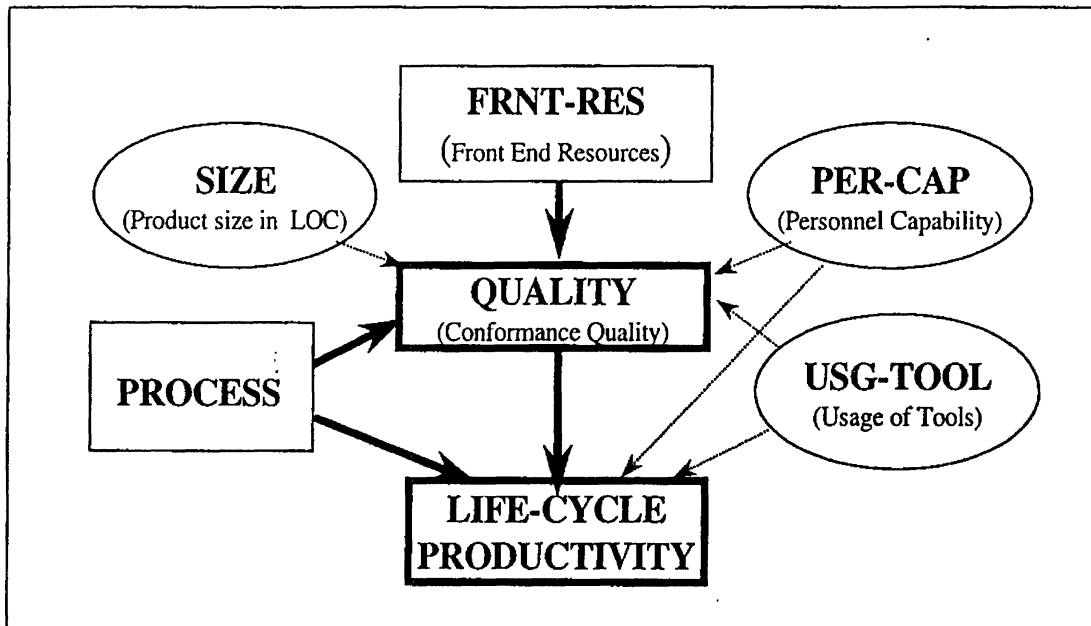 FRNT-RES
(Front End Resources)
SIZE
(Product size in LOC)
PER-CAP
(Personnel Capability)
QUALITY
(Conformance Quality)
PROCESS
USG-TOOL
(Usage of Tools)
LIFE-CYCLE
PRODUCTIVITY